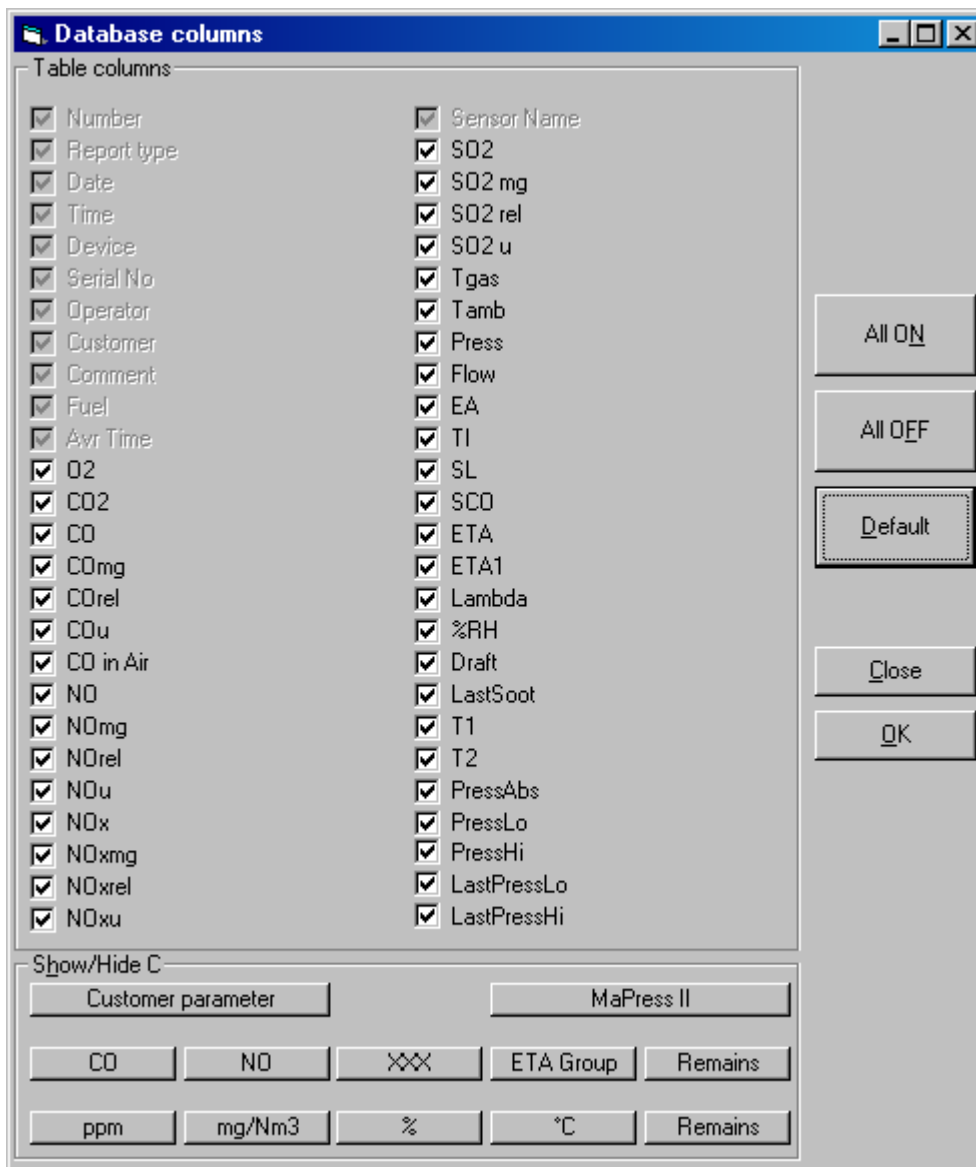 Database columns
Table columns
Number
Report type
Date
Time
Device
Serial No
Operator
Customer
Comment
Fuel
Avr Time
O2
CO2
CO
COmg
COrel
COu
CO in Air
NO
NOmg
NOrel
NOu
NOx
NOxmg
NOxrel
NOxu
Sensor Name
SO2
SO2 mg
SO2 rel
SO2 u
Tgas
Tamb
Press
Flow
EA
TI
SL
SCO
ETA
ETA1
Lambda
%RH
Draft
LastSoot
T1
T2
PressAbs
PressLo
PressHi
LastPressLo
LastPressHi
All ON
All OFF
Default
Close
OK
Show/Hide C
Customer parameter
MaPress II
CO
NO
XXX
ETA Group
Remains
ppm
mg/Nm3
%
°C
Remains